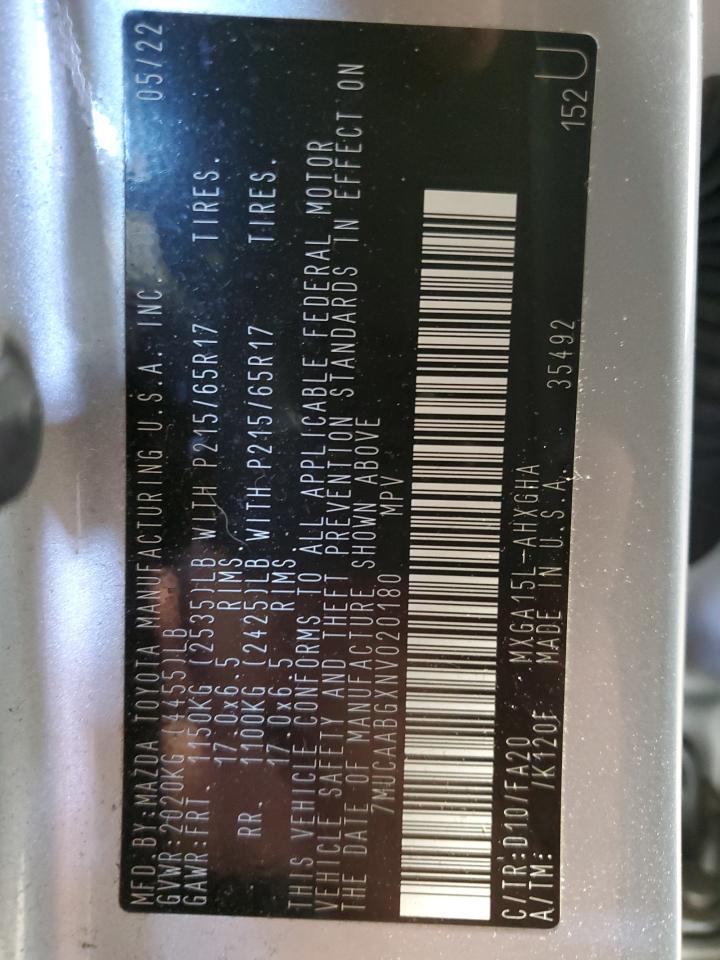 MFD.BY:MAZDA TOYOTA MANUFACTURING U.S.A. INC. 05/22
GVWR:2020KG (4455)LB
GAWR:FRT. 1150KG (2535)LB WITH P215/65R17 TIRES.
17.0x6.5 RIMS.
RR. 1100KG (2425)LB WITH P215/65R17 TIRES.
17.0x6.5 RIMS
THIS VEHICLE CONFORMS TO ALL APPLICABLE FEDERAL MOTOR
VEHICLE SAFETY AND THEFT PREVENTION STANDARDS IN EFFECT ON
THE DATE OF MANUFACTURE SHOWN ABOVE
7MUCAABGXNV020180 MPV
C/TR:D10/FA20 MXGA15L-AHXGHA
A/TM: /K120F MADE IN U.S.A. 35492 152 U